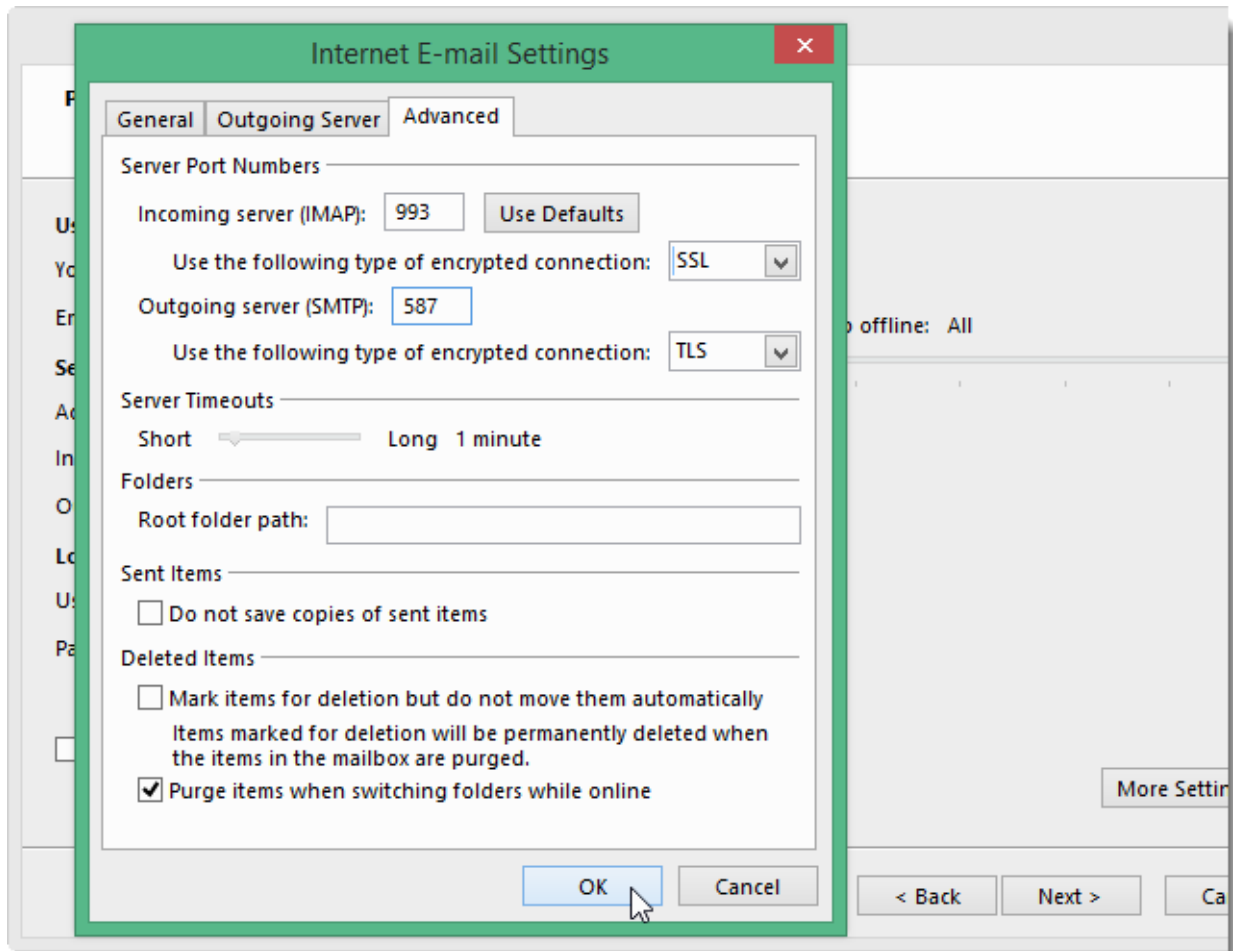 Internet E-mail Settings
General
Outgoing Server
Advanced
Server Port Numbers
Incoming server (IMAP): 993 Use Defaults
Use the following type of encrypted connection: SSL
Outgoing server (SMTP): 587
Use the following type of encrypted connection: TLS
Server Timeouts
Short Long 1 minute
Folders
Root folder path:
Sent Items
Do not save copies of sent items
Deleted Items
Mark items for deletion but do not move them automatically
Items marked for deletion will be permanently deleted when
the items in the mailbox are purged.
Purge items when switching folders while online
OK Cancel
offline: All
More
< Back Next >